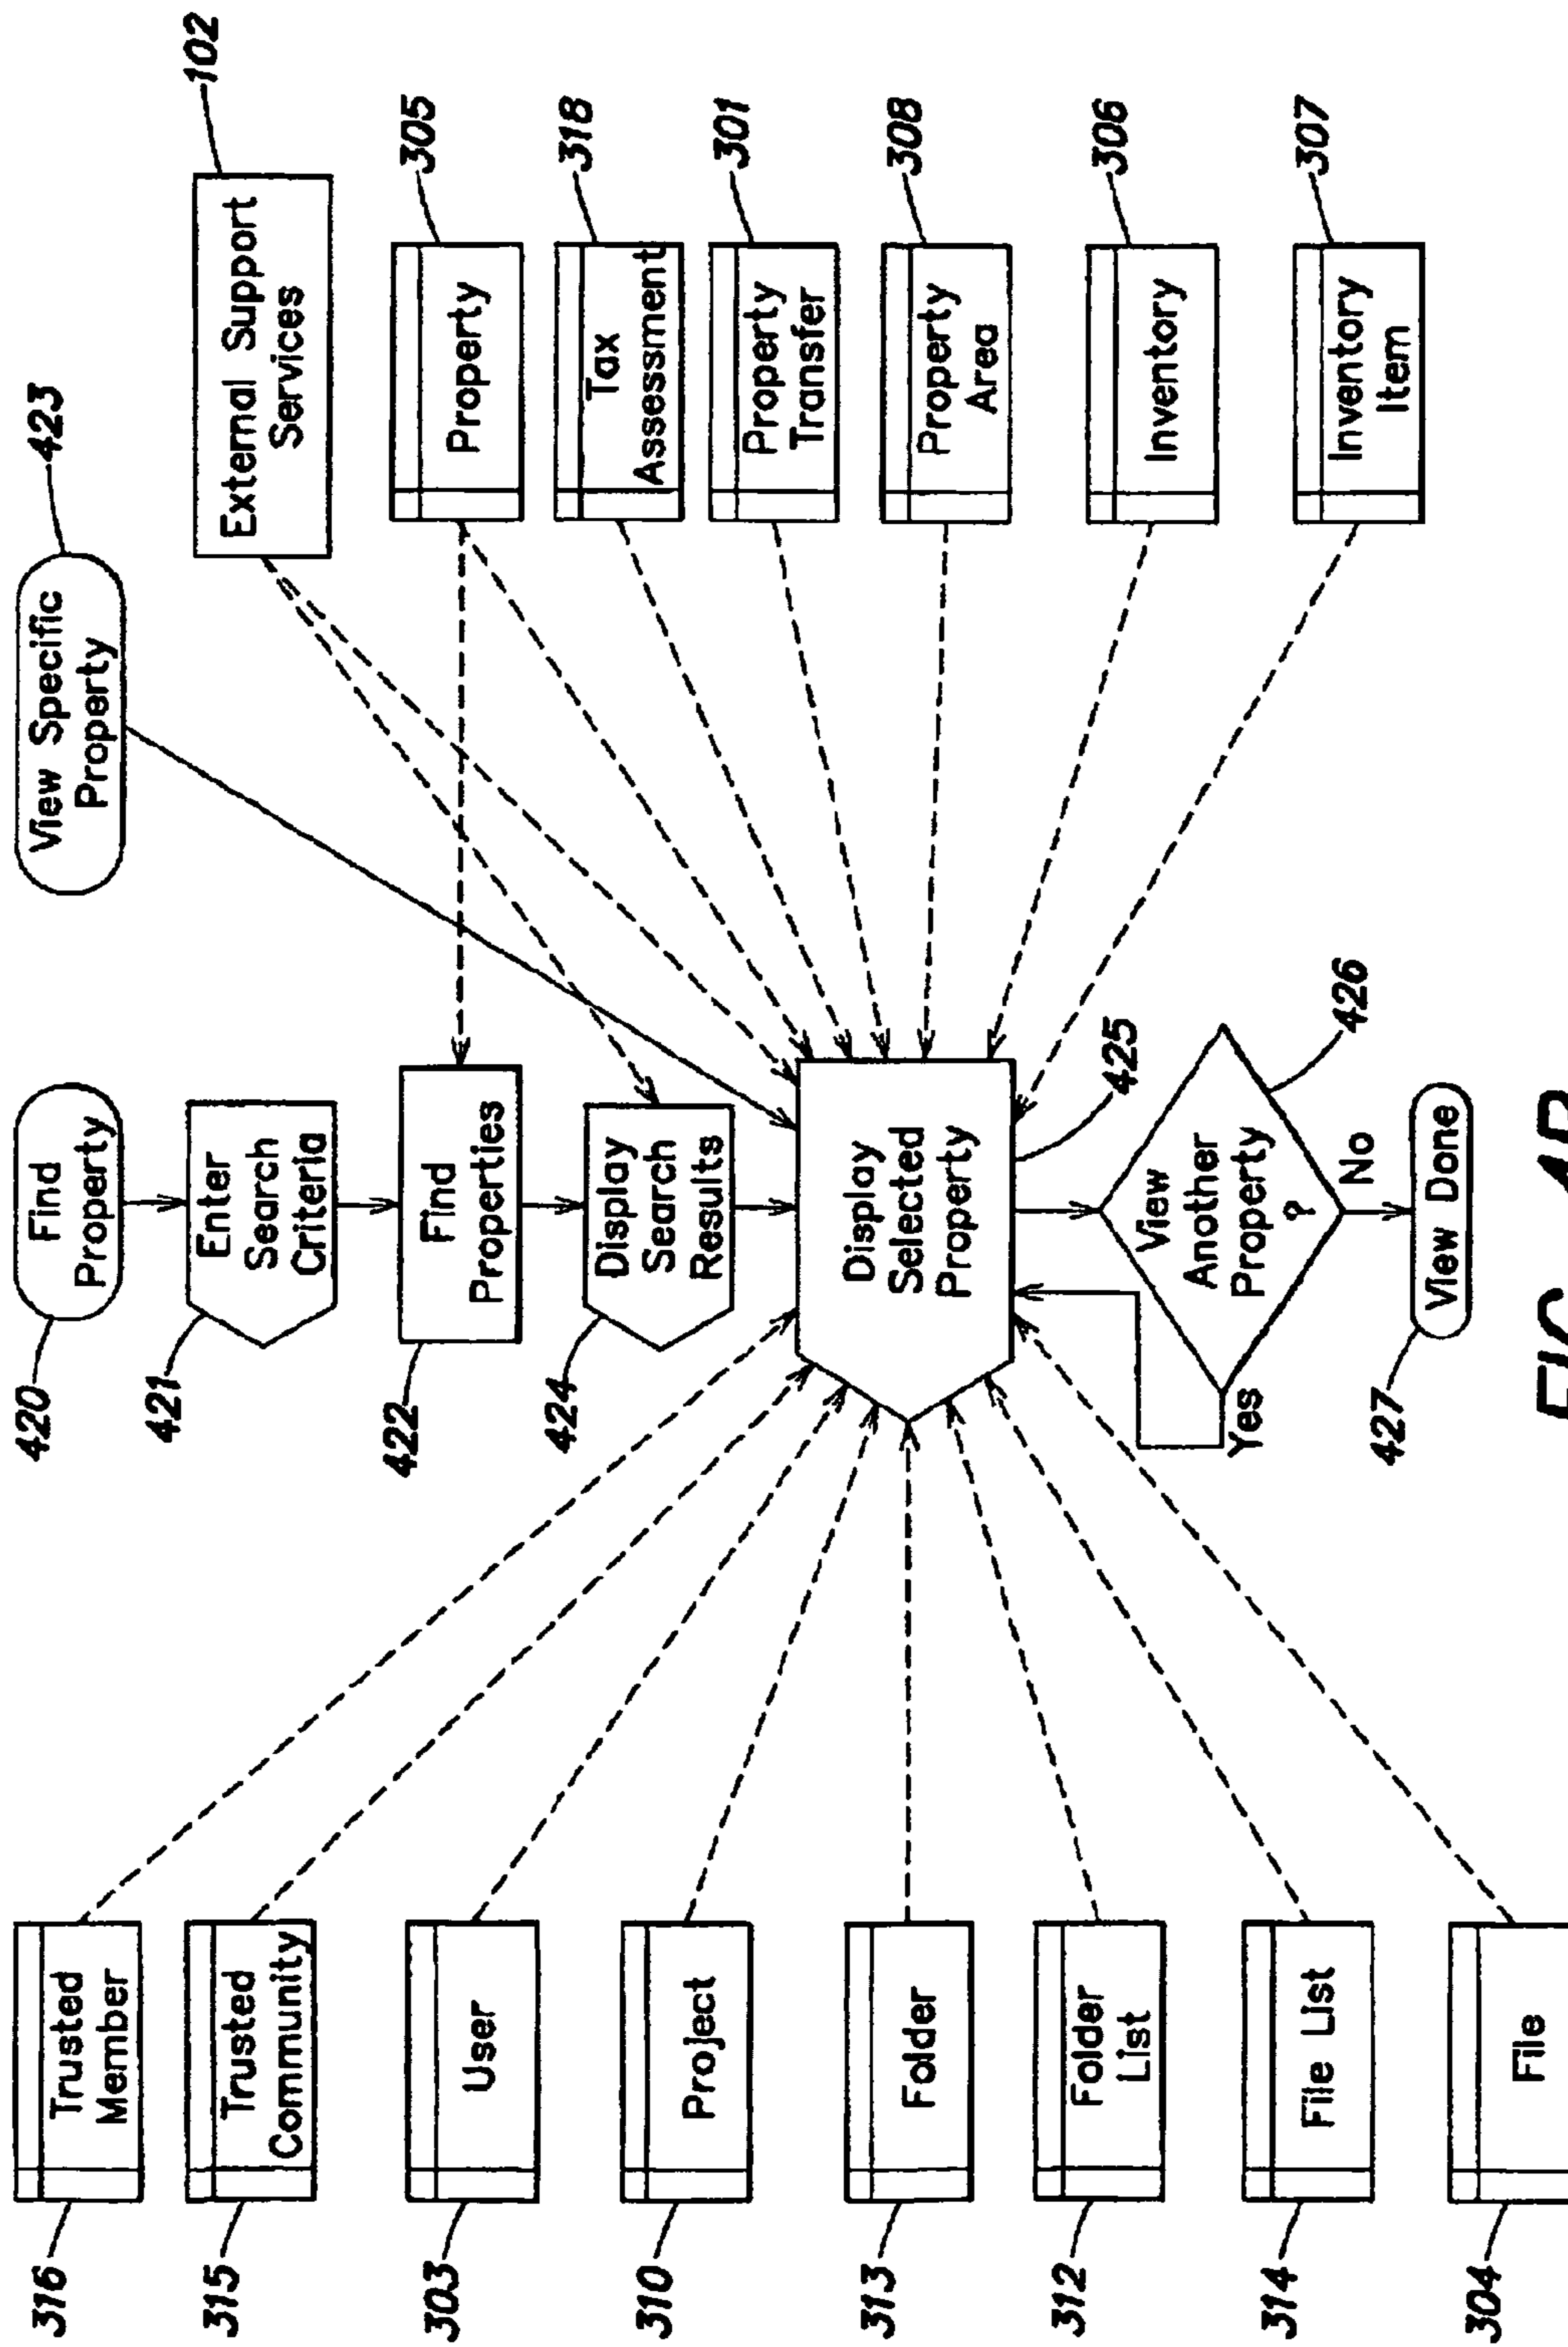 316
Trusted
Member
315
Trusted
Community
303
User
310
Project
313
Folder
312
Folder
List
314
File List
304
File
420
Find
Property
421
Enter
Search
Criteria
422
Find
Properties
424
Display
Search
Results
Display
Selected
Property
425
View
Another
Property
?
426
Yes
No
427
View Done
View Specific
Property
423
External Support
Services
102
Property
305
Tax
Assessment
318
Property
Transfer
301
Property
Area
308
Inventory
306
Inventory
Item
307
FIG. 4B